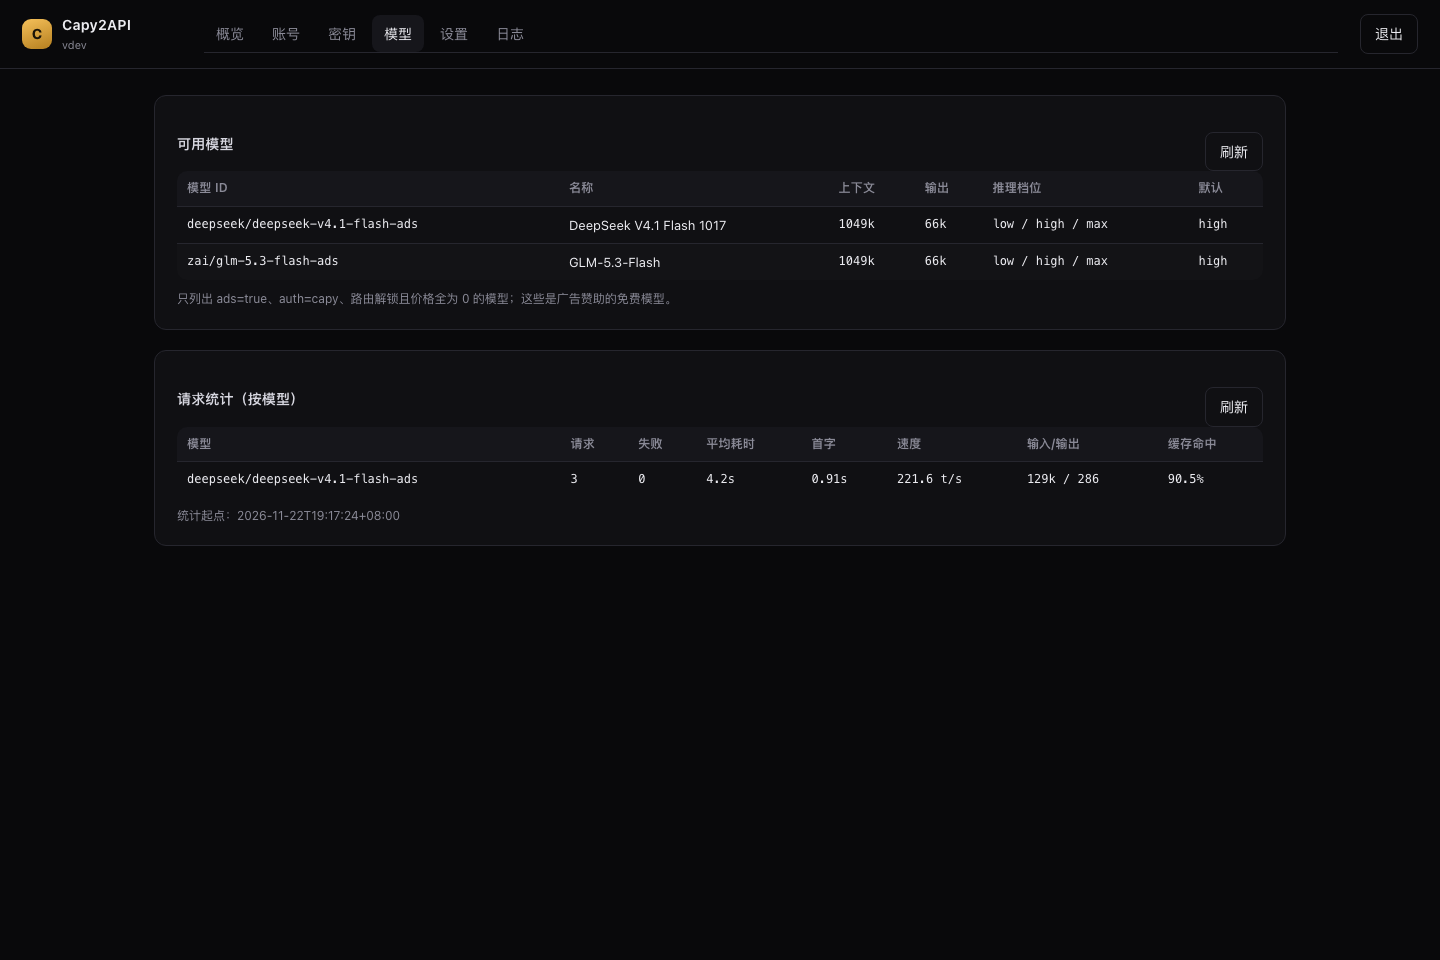 C
Capy2API
vdev
概览 账号 密钥 模型 设置 日志
退出
可用模型
刷新
模型 ID 名称 上下文 输出 推理档位 默认
deepseek/deepseek-v4.1-flash-ads DeepSeek V4.1 Flash 1017 1049k 66k low / high / max high
zai/glm-5.3-flash-ads GLM-5.3-Flash 1049k 66k low / high / max high
只列出 ads=true、auth=capy、路由解锁且价格全为 0 的模型；这些是广告赞助的免费模型。
请求统计（按模型）
刷新
模型 请求 失败 平均耗时 首字 速度 输入/输出 缓存命中
deepseek/deepseek-v4.1-flash-ads 3 0 4.2s 0.91s 221.6 t/s 129k / 286 90.5%
统计起点：2026-11-22T19:17:24+08:00